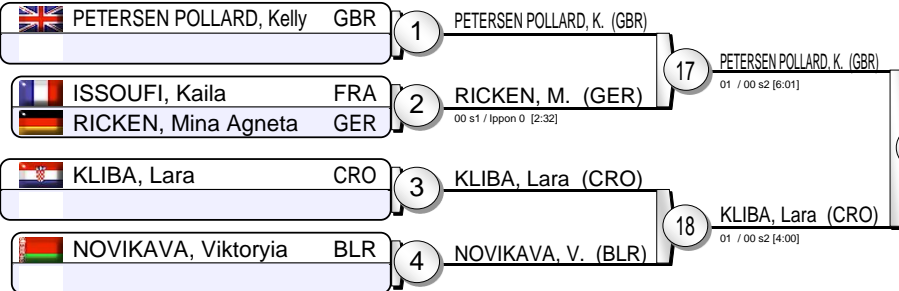 PETERSEN POLLARD, Kelly GBR
1
PETERSEN POLLARD, K. (GBR)
17
PETERSEN POLLARD, K. (GBR)
01 / 00 s2 [6:01]
ISSOUFI, Kaila FRA
RICKEN, Mina Agneta GER
2
RICKEN, M. (GER)
00 s1 / Ippon 0 [2:32]
KLIBA, Lara CRO
3
KLIBA, Lara (CRO)
18
KLIBA, Lara (CRO)
01 / 00 s2 [4:00]
NOVIKAVA, Viktoryia BLR
4
NOVIKAVA, V. (BLR)